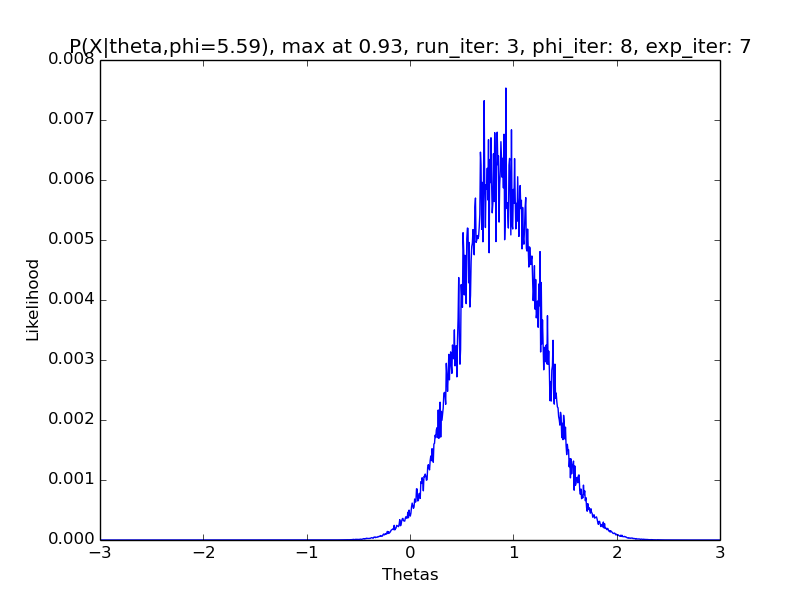 P(X|theta,phi=5.59), max at 0.93, run_iter: 3, phi_iter: 8, exp_iter: 7
0.008
0.007
0.006
0.005
0.004
0.003
0.002
0.001
0.000
Likelihood
−3 −2 −1 0 1 2 3
Thetas